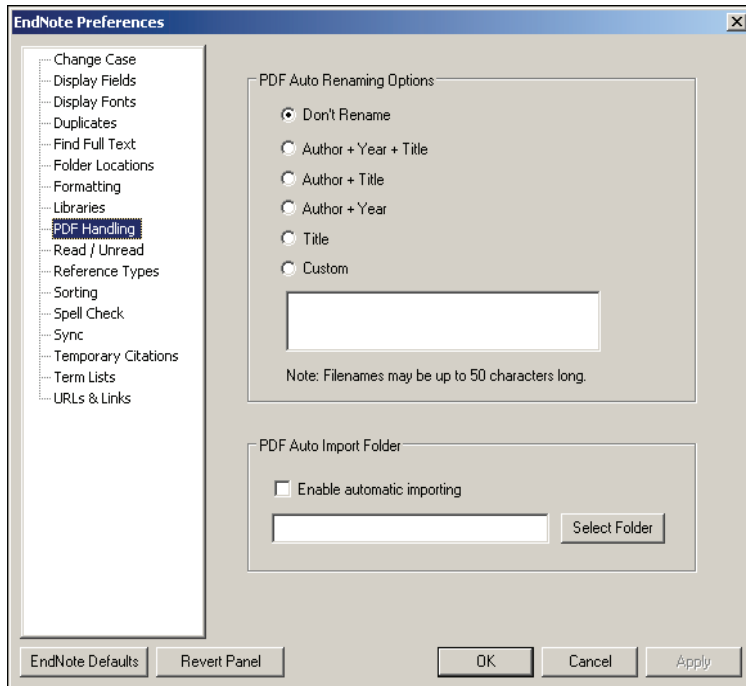 EndNote Preferences
Change Case
Display Fields
Display Fonts
Duplicates
Find Full Text
Folder Locations
Formatting
Libraries
PDF Handling
Read / Unread
Reference Types
Sorting
Spell Check
Sync
Temporary Citations
Term Lists
URLs & Links
PDF Auto Renaming Options
Don't Rename
Author + Year + Title
Author + Title
Author + Year
Title
Custom
Note: Filenames may be up to 50 characters long.
PDF Auto Import Folder
Enable automatic importing
Select Folder
EndNote Defaults
Revert Panel
OK
Cancel
Apply